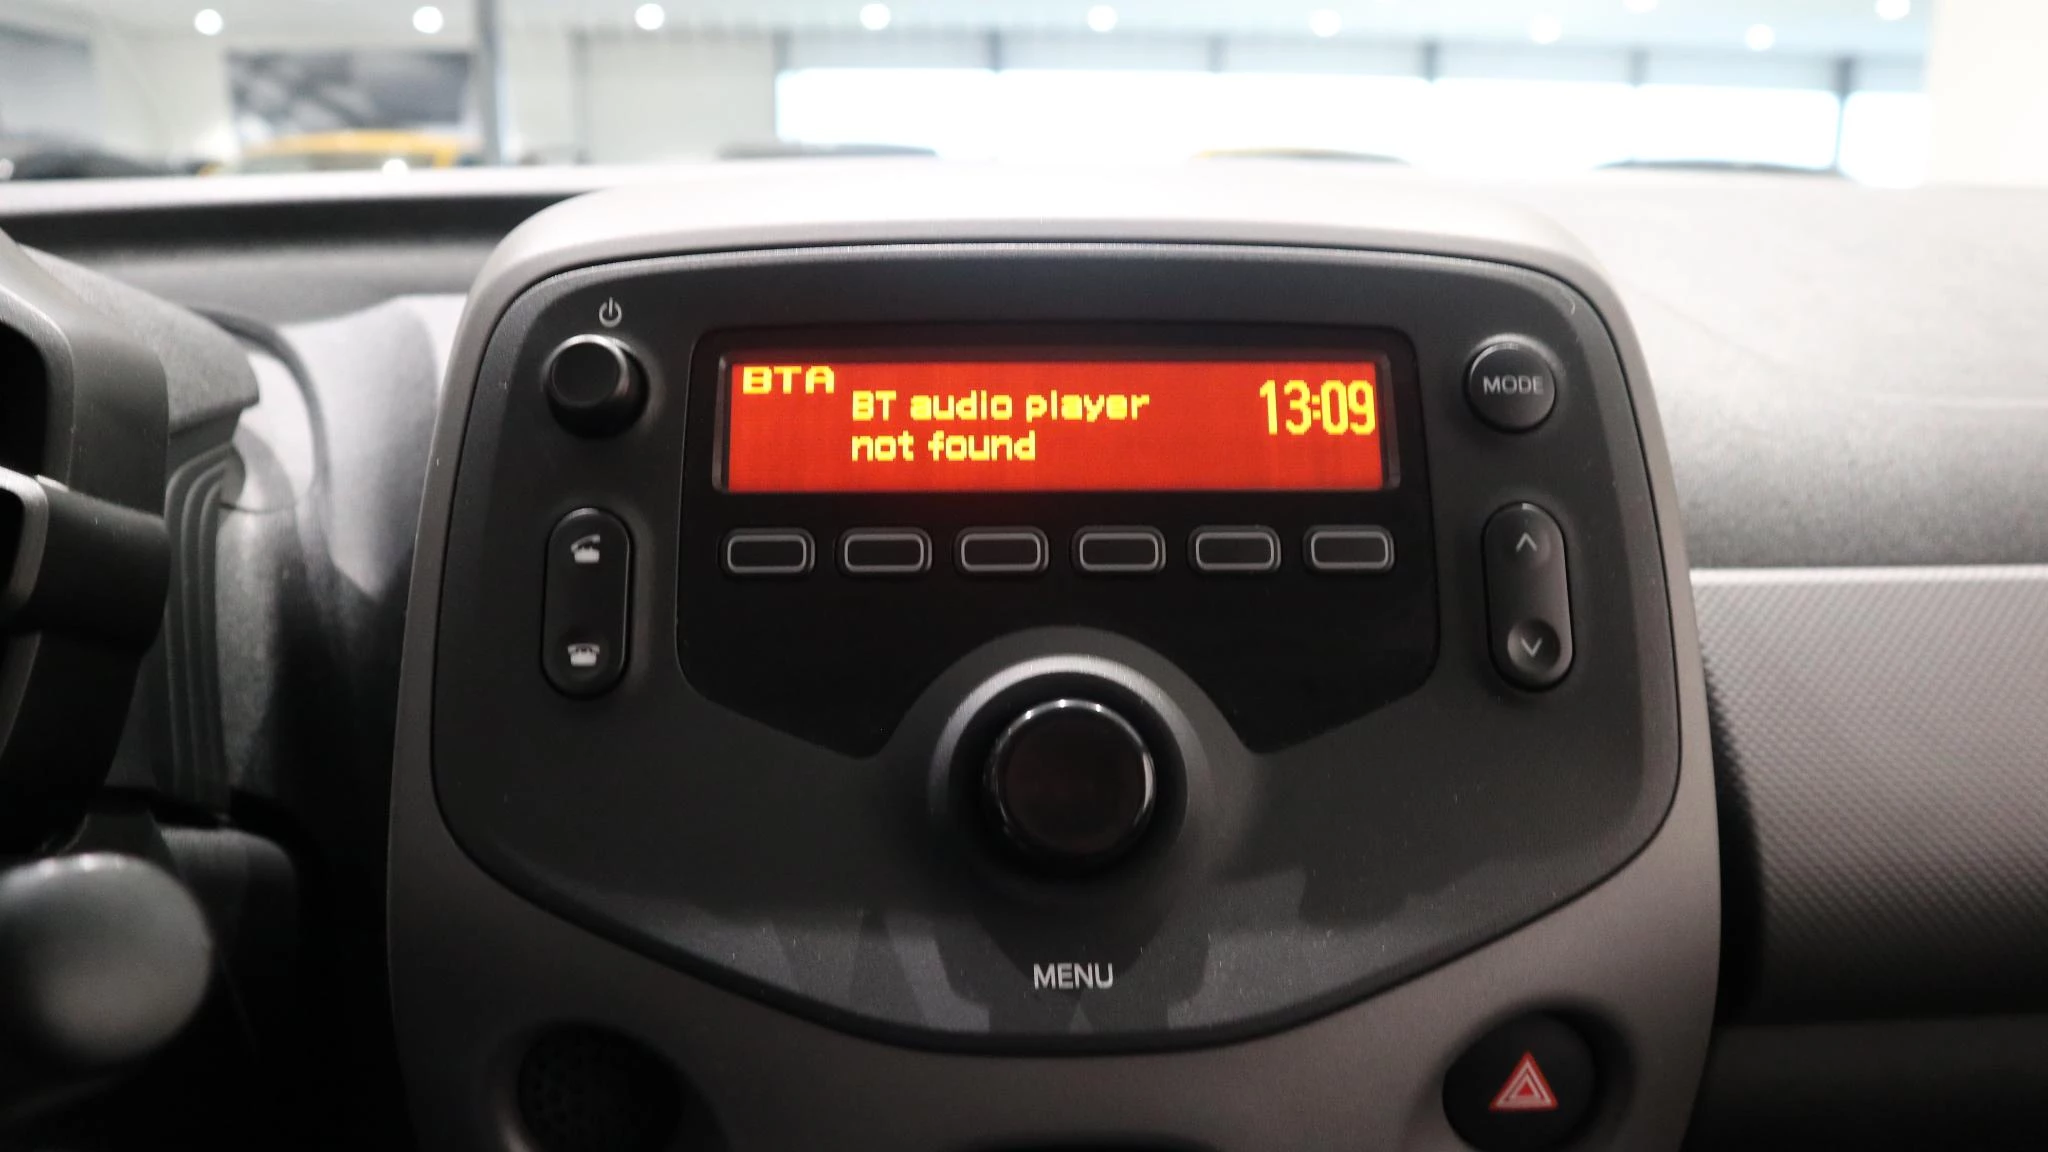 BTA
BT audio player
not found
13:09
MODE
MENU